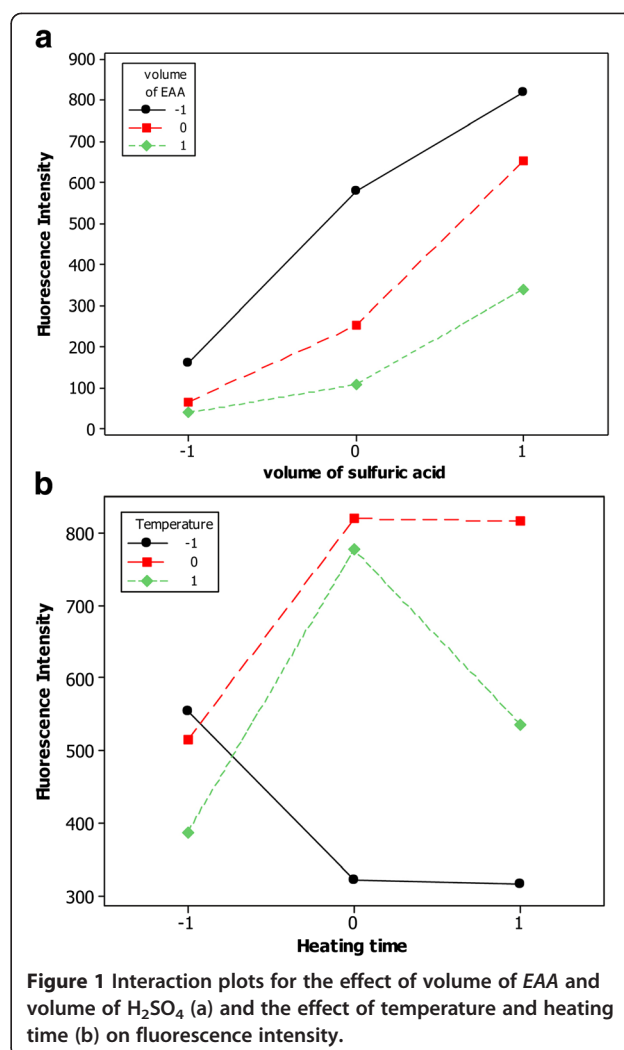 a
900
800
700
600
500
400
300
200
100
0
Fluorescence Intensity
volume
of EAA
-1
0
1
-1 0 1
volume of sulfuric acid
b
800
700
600
500
400
300
Fluorescence Intensity
Temperature
-1
0
1
-1 0 1
Heating time
Figure 1 Interaction plots for the effect of volume of EAA and
volume of H₂SO₄ (a) and the effect of temperature and heating
time (b) on fluorescence intensity.